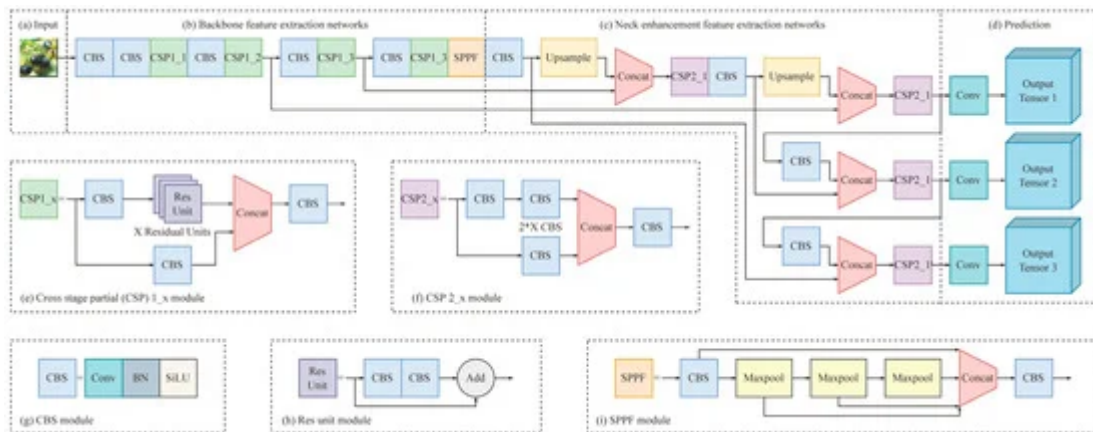 (a) Input
(b) Backbone feature extraction networks
(c) Neck enhancement feature extraction networks
(d) Prediction
CBS
CBS
CSP1_1
CBS
CSP1_2
CBS
CSP1_3
CBS
CSP1_3
SPPF
CBS
Upsample
Concat
CSP2_1
CBS
Upsample
Concat
CSP2_1
Conv
Output
Tensor 1
CBS
Concat
CSP2_1
Conv
Output
Tensor 2
CBS
Concat
CSP2_1
Conv
Output
Tensor 3
CSP1_x
=
CBS
Res
Unit
X Residual Units
Concat
CBS
CBS
(e) Cross stage partial (CSP) 1_x module
CSP2_x
=
CBS
CBS
2*X CBS
CBS
Concat
CBS
(f) CSP 2_x module
CBS
=
Conv
BN
SiLU
(g) CBS module
Res
Unit
=
CBS
CBS
Add
(h) Res unit module
SPPF
=
CBS
Maxpool
Maxpool
Maxpool
Concat
CBS
(i) SPPF module